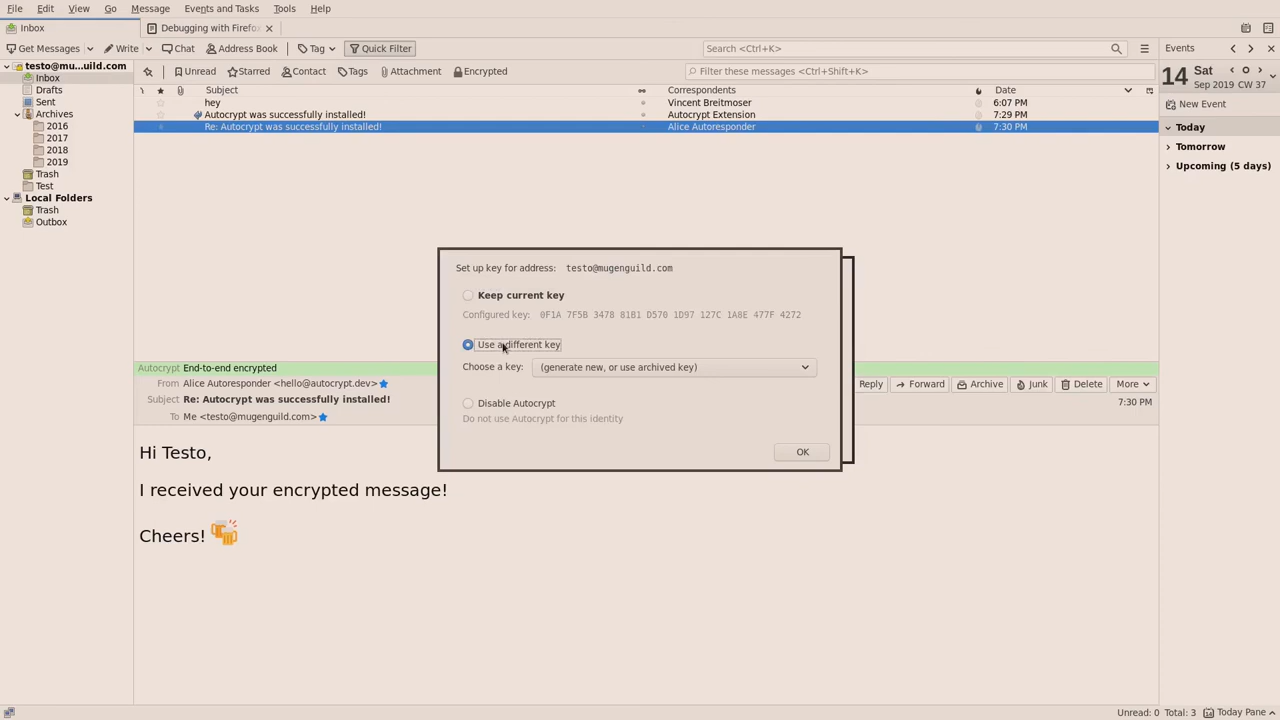 File Edit View Go Message Events and Tasks Tools Help
Inbox Debugging with Firefo
Get Messages Write Chat Address Book Tag Quick Filter Search <Ctrl+K> Events
Unread Starred Contact Tags Attachment Encrypted Filter these messages <Ctrl+Shift+K>
14 Sat
Sep 2019 CW 37
New Event
Today
Tomorrow
Upcoming (5 days)
testo@mu...uild.com
Inbox
Drafts
Sent
Archives
2016
2017
2018
2019
Trash
Test
Local Folders
Trash
Outbox
Subject Correspondents Date
hey Vincent Breitmoser 6:07 PM
Autocrypt was successfully installed! Autocrypt Extension 7:29 PM
Re: Autocrypt was successfully installed! Alice Autoresponder 7:30 PM
Set up key for address: testo@mugenguild.com
Keep current key
Configured key: 0F1A 7F5B 3478 81B1 D570 1D97 127C 1A8E 477F 4272
Use a different key
Choose a key: (generate new, or use archived key)
Disable Autocrypt
Do not use Autocrypt for this identity
OK
Autocrypt End-to-end encrypted
From Alice Autoresponder <hello@autocrypt.dev> Reply Forward Archive Junk Delete More
Subject Re: Autocrypt was successfully installed! 7:30 PM
To Me <testo@mugenguild.com>
Hi Testo,
I received your encrypted message!
Cheers!
Unread: 0 Total: 3 14 Today Pane